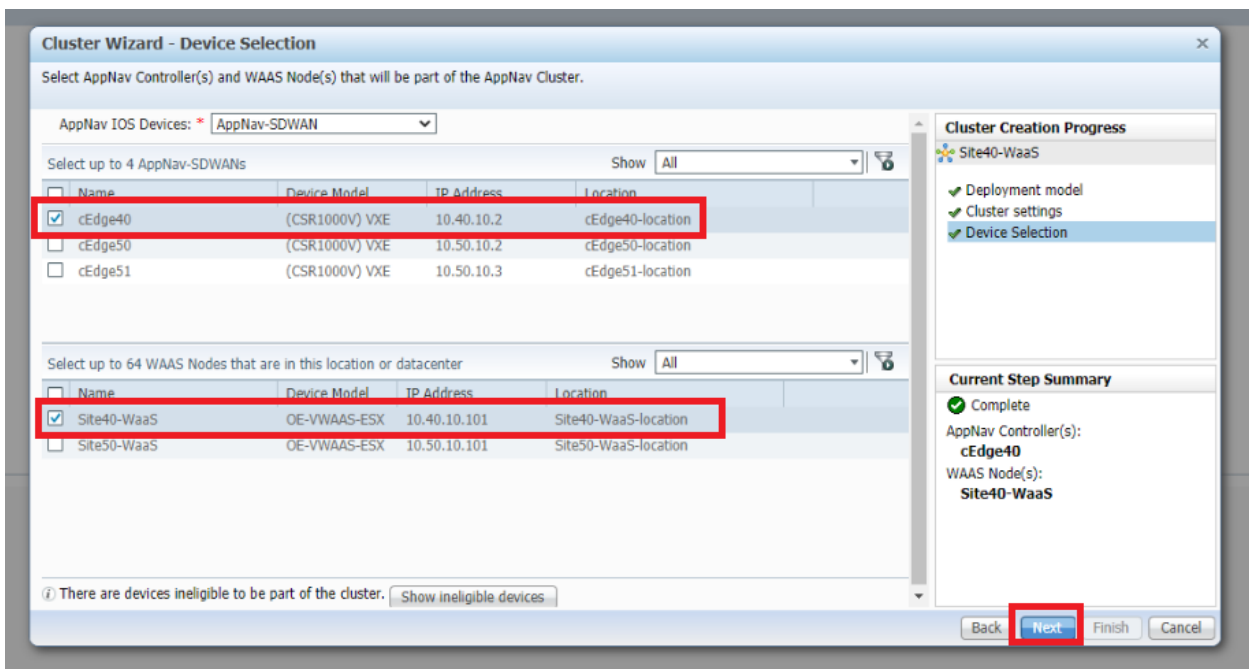 Cluster Wizard - Device Selection
Select AppNav Controller(s) and WAAS Node(s) that will be part of the AppNav Cluster.
AppNav IOS Devices: * AppNav-SDWAN
Select up to 4 AppNav-SDWANs Show All
Name Device Model IP Address Location
cEdge40 (CSR1000V) VXE 10.40.10.2 cEdge40-location
cEdge50 (CSR1000V) VXE 10.50.10.2 cEdge50-location
cEdge51 (CSR1000V) VXE 10.50.10.3 cEdge51-location
Select up to 64 WAAS Nodes that are in this location or datacenter Show All
Name Device Model IP Address Location
Site40-WaaS OE-VWAAS-ESX 10.40.10.101 Site40-WaaS-location
Site50-WaaS OE-VWAAS-ESX 10.50.10.101 Site50-WaaS-location
There are devices ineligible to be part of the cluster. Show ineligible devices
Cluster Creation Progress
Site40-WaaS
Deployment model
Cluster settings
Device Selection
Current Step Summary
Complete
AppNav Controller(s):
cEdge40
WAAS Node(s):
Site40-WaaS
Back Next Finish Cancel